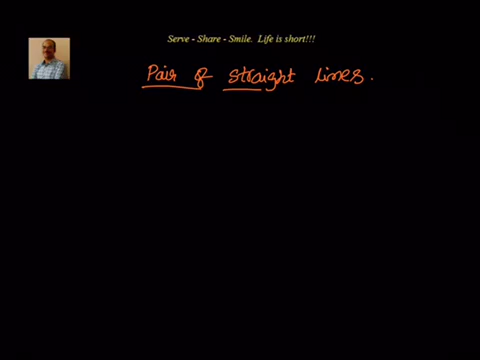 Serve - Share - Smile. Life is short!!!
Pair of straight lines.